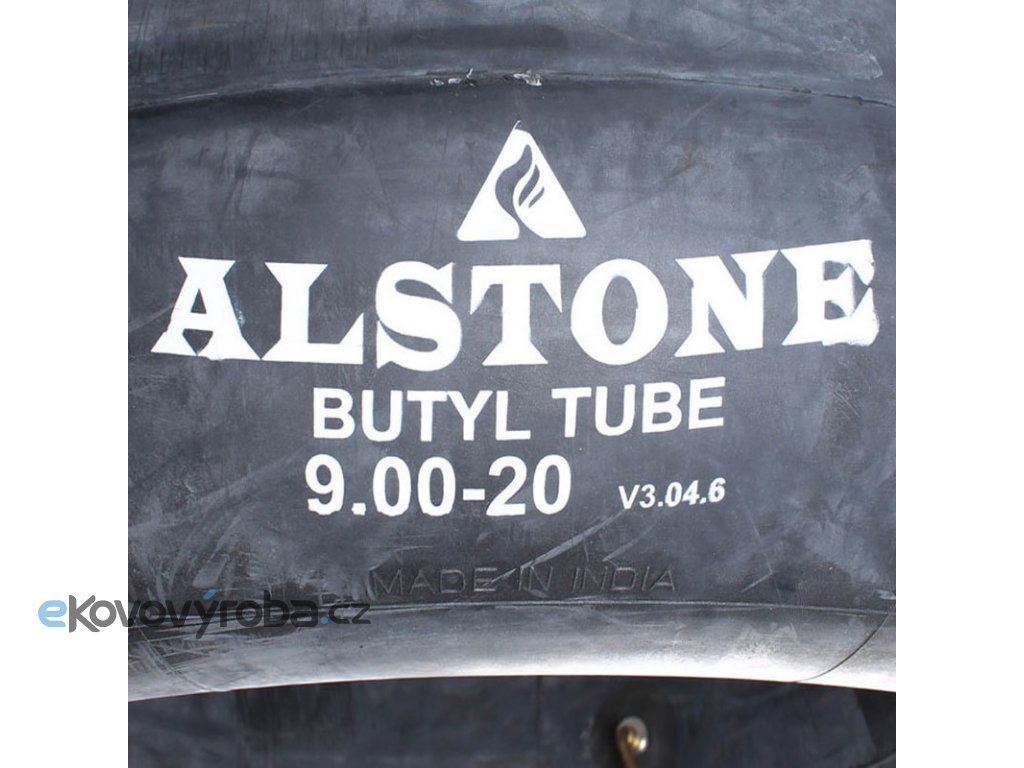 ALSTONE
BUTYL TUBE
9.00-20 V3.04.6
MADE IN INDIA
eKovovýroba.cz